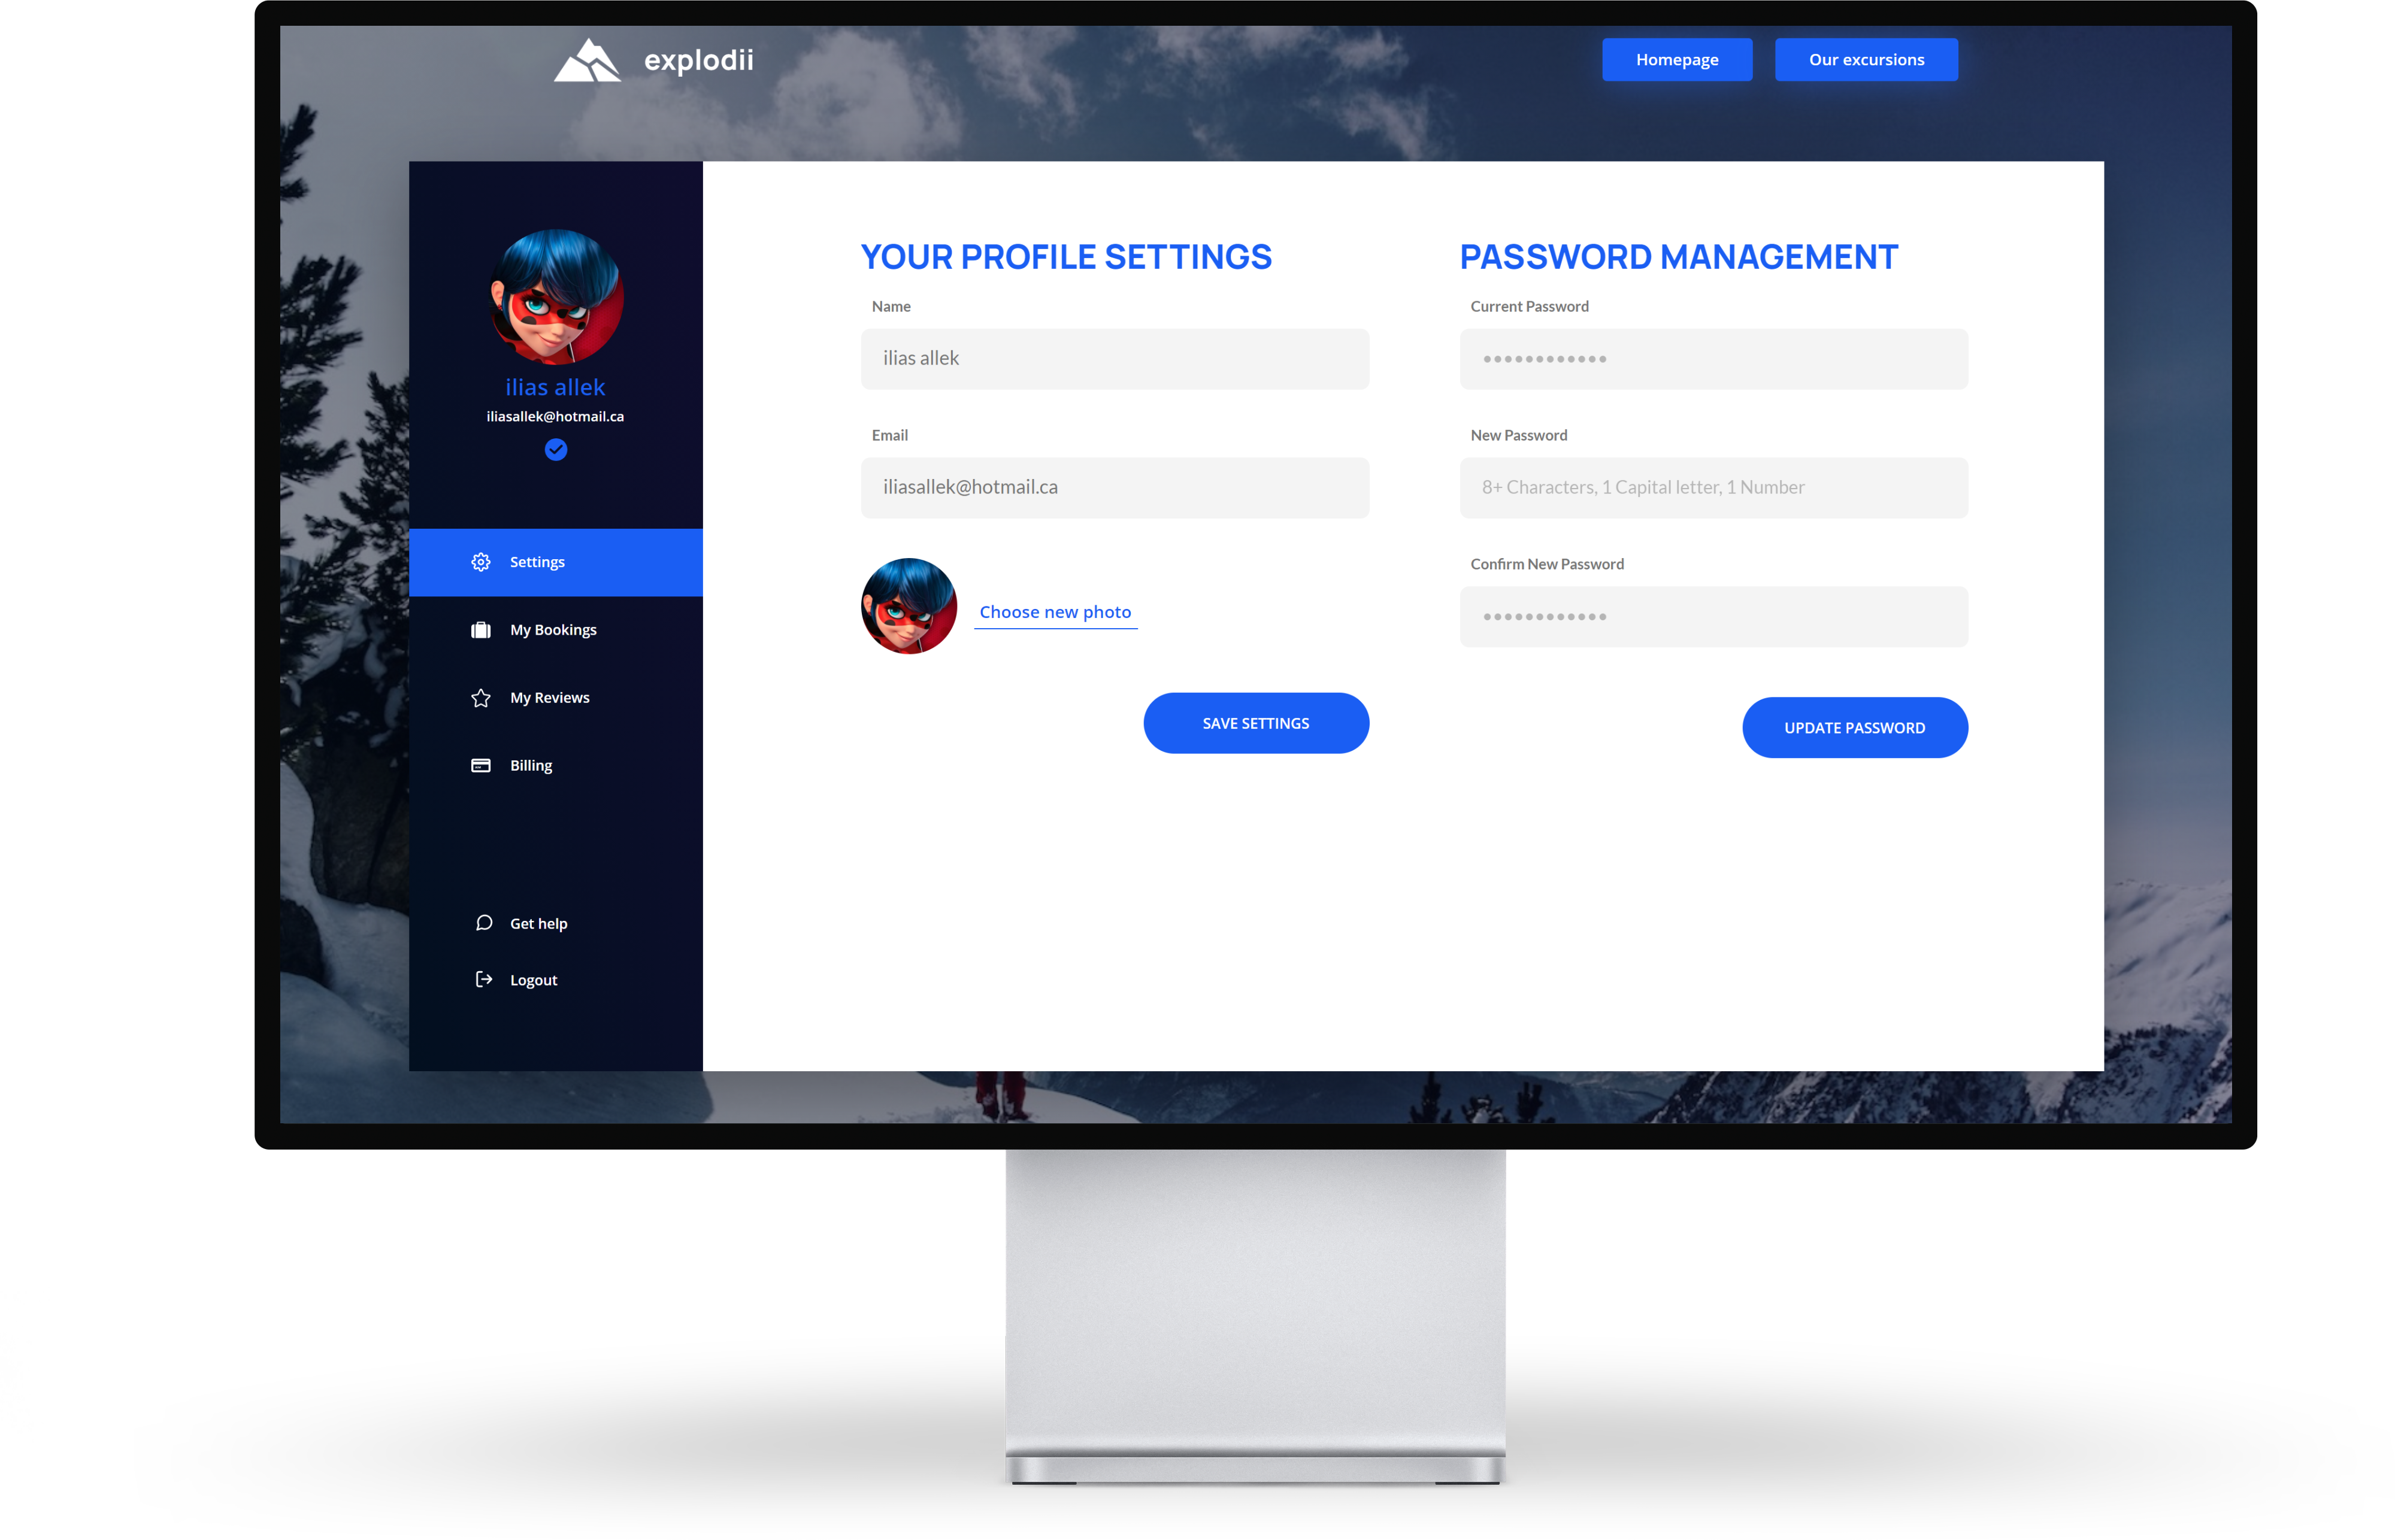 explodii
Homepage
Our excursions
ilias allek
iliasallek@hotmail.ca
Settings
My Bookings
My Reviews
Billing
Get help
Logout
YOUR PROFILE SETTINGS
Name
ilias allek
Email
iliasallek@hotmail.ca
Choose new photo
SAVE SETTINGS
PASSWORD MANAGEMENT
Current Password
••••••••••••
New Password
8+ Characters, 1 Capital letter, 1 Number
Confirm New Password
••••••••••••
UPDATE PASSWORD